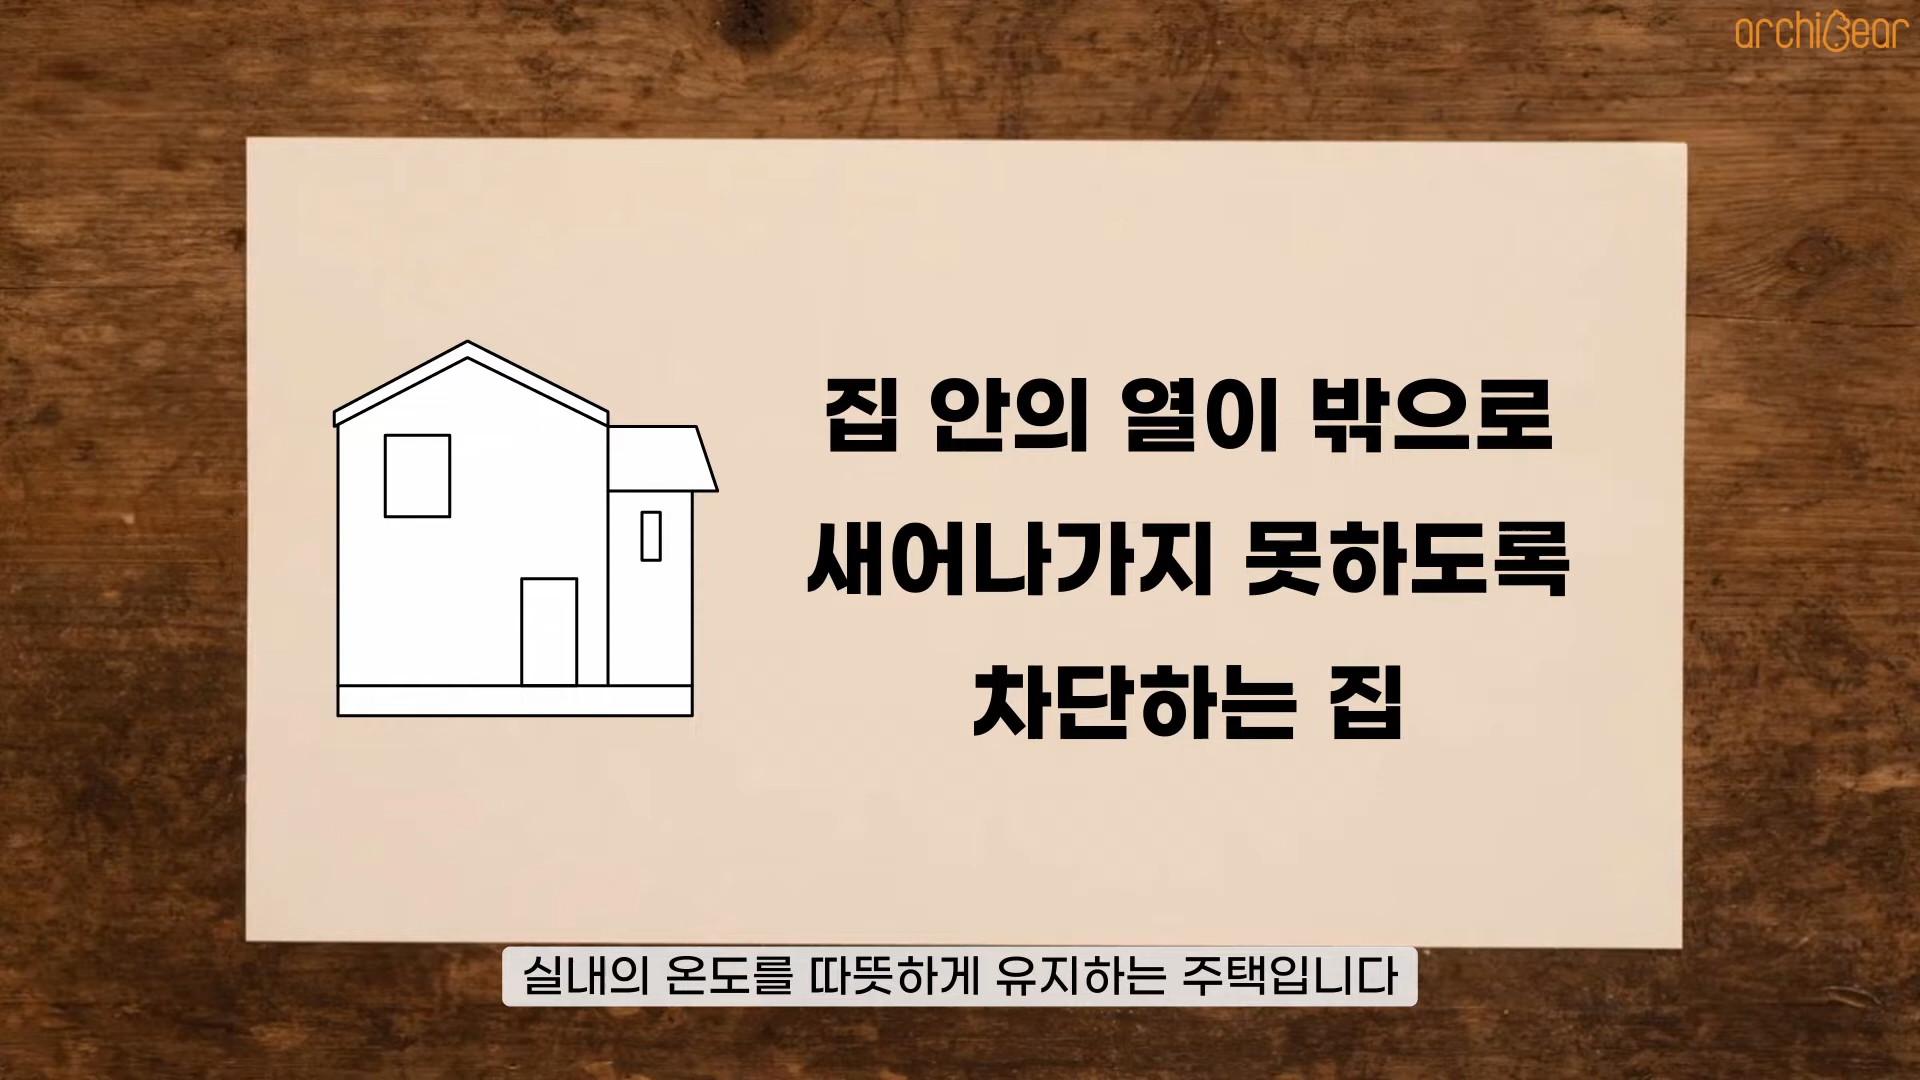 archiBear
집 안의 열이 밖으로
새어나가지 못하도록
차단하는 집
실내의 온도를 따뜻하게 유지하는 주택입니다